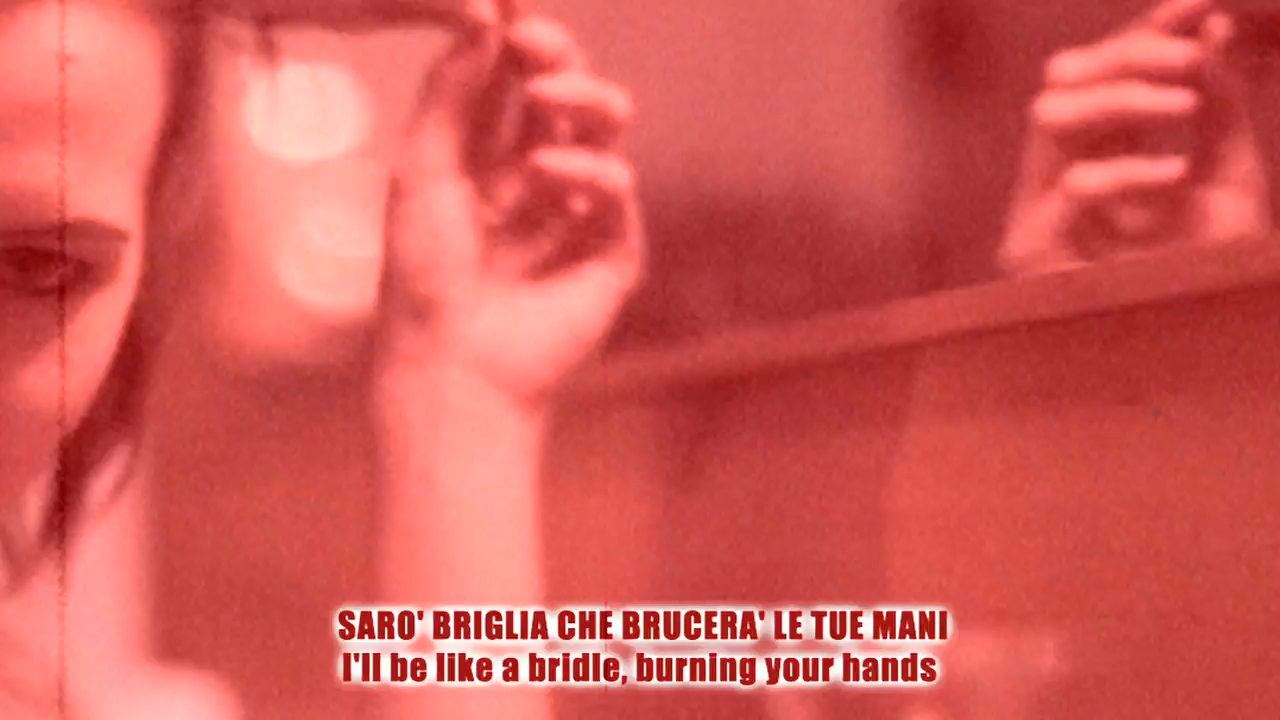 SARO' BRIGLIA CHE BRUCERA' LE TUE MANI
I'll be like a bridle, burning your hands